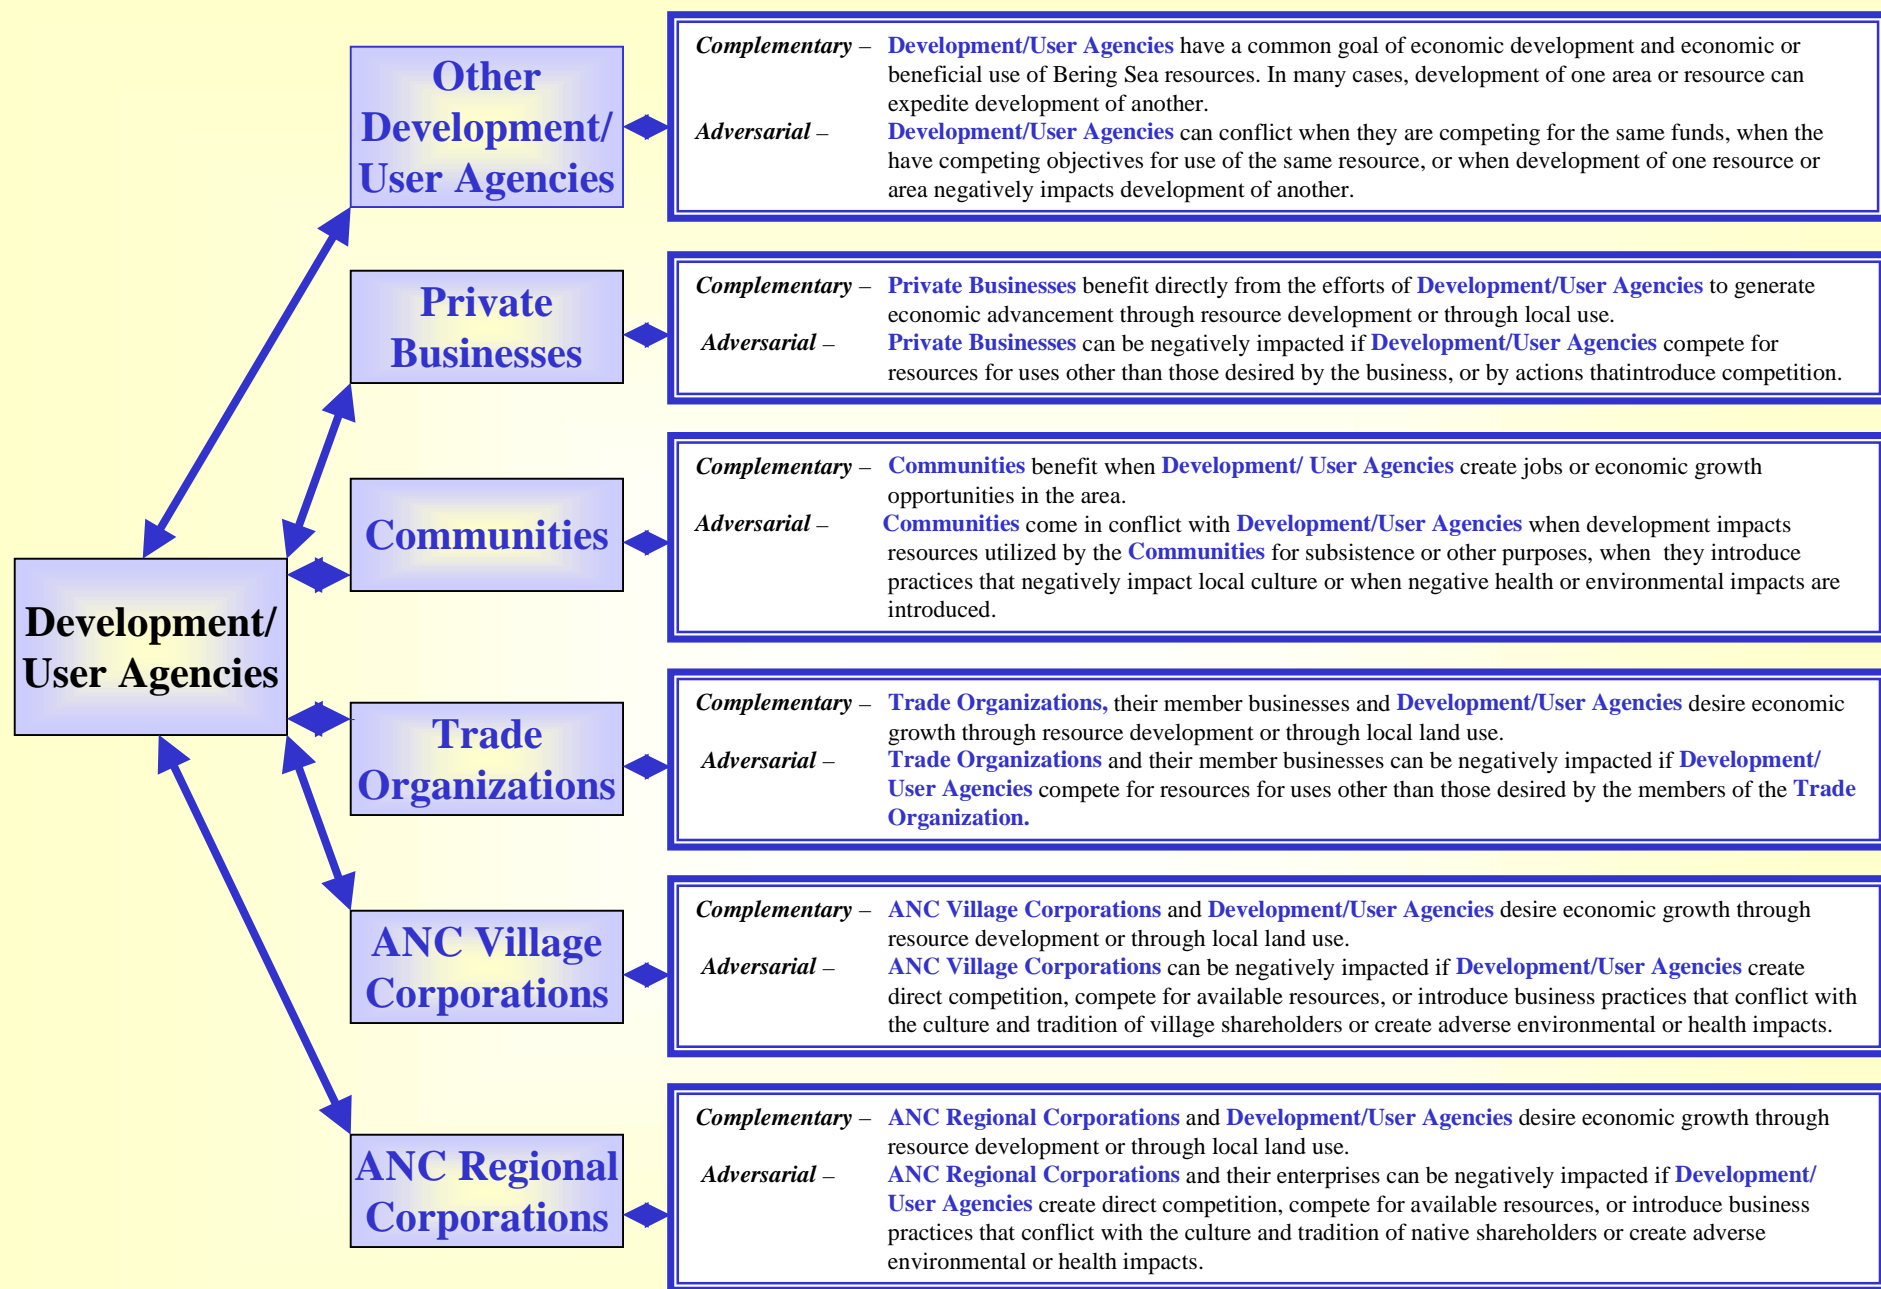 Other
Development/
User Agencies
Complementary – Development/User Agencies have a common goal of economic development and economic or
beneficial use of Bering Sea resources. In many cases, development of one area or resource can
expedite development of another.
Adversarial – Development/User Agencies can conflict when they are competing for the same funds, when the
have competing objectives for use of the same resource, or when development of one resource or
area negatively impacts development of another.
Private
Businesses
Complementary – Private Businesses benefit directly from the efforts of Development/User Agencies to generate
economic advancement through resource development or through local use.
Adversarial – Private Businesses can be negatively impacted if Development/User Agencies compete for
resources for uses other than those desired by the business, or by actions thatintroduce competition.
Communities
Complementary – Communities benefit when Development/ User Agencies create jobs or economic growth
opportunities in the area.
Adversarial – Communities come in conflict with Development/User Agencies when development impacts
resources utilized by the Communities for subsistence or other purposes, when they introduce
practices that negatively impact local culture or when negative health or environmental impacts are
introduced.
Development/
User Agencies
Trade
Organizations
Complementary – Trade Organizations, their member businesses and Development/User Agencies desire economic
growth through resource development or through local land use.
Adversarial – Trade Organizations and their member businesses can be negatively impacted if Development/
User Agencies compete for resources for uses other than those desired by the members of the Trade
Organization.
ANC Village
Corporations
Complementary – ANC Village Corporations and Development/User Agencies desire economic growth through
resource development or through local land use.
Adversarial – ANC Village Corporations can be negatively impacted if Development/User Agencies create
direct competition, compete for available resources, or introduce business practices that conflict with
the culture and tradition of village shareholders or create adverse environmental or health impacts.
ANC Regional
Corporations
Complementary – ANC Regional Corporations and Development/User Agencies desire economic growth through
resource development or through local land use.
Adversarial – ANC Regional Corporations and their enterprises can be negatively impacted if Development/
User Agencies create direct competition, compete for available resources, or introduce business
practices that conflict with the culture and tradition of native shareholders or create adverse
environmental or health impacts.